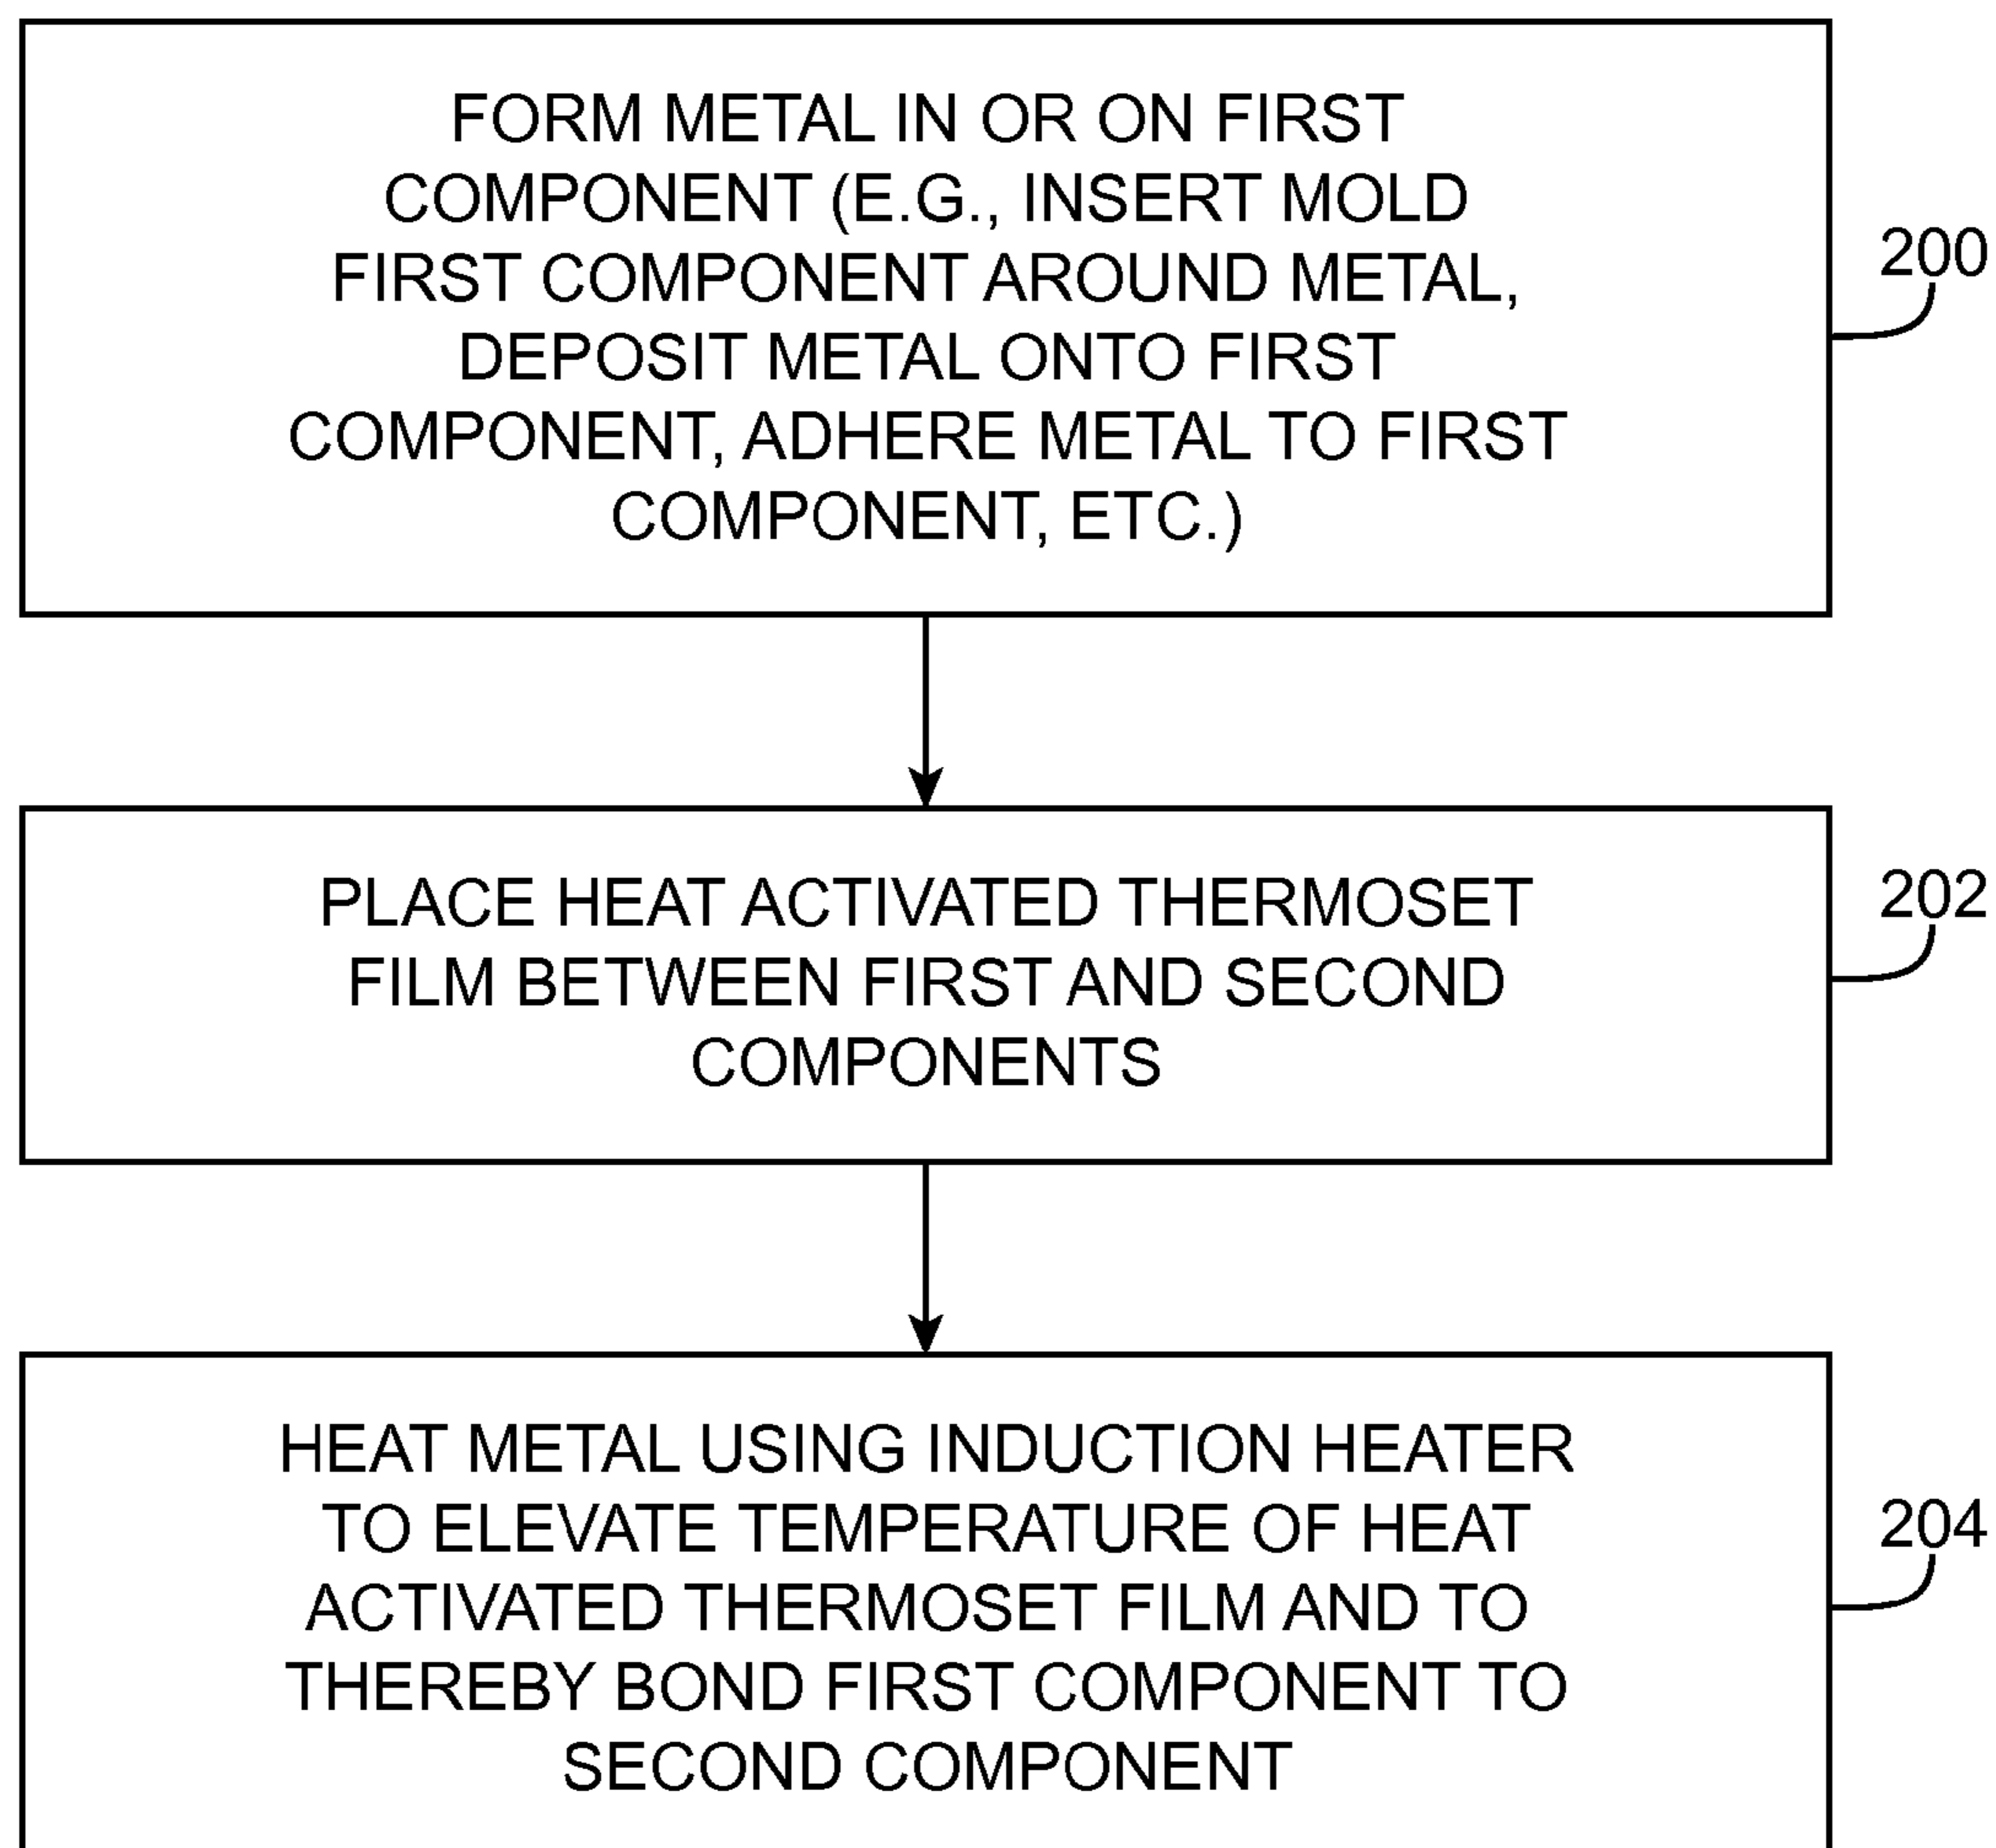 FORM METAL IN OR ON FIRST
COMPONENT (E.G., INSERT MOLD
FIRST COMPONENT AROUND METAL,
DEPOSIT METAL ONTO FIRST
COMPONENT, ADHERE METAL TO FIRST
COMPONENT, ETC.)
200
PLACE HEAT ACTIVATED THERMOSET
FILM BETWEEN FIRST AND SECOND
COMPONENTS
202
HEAT METAL USING INDUCTION HEATER
TO ELEVATE TEMPERATURE OF HEAT
ACTIVATED THERMOSET FILM AND TO
THEREBY BOND FIRST COMPONENT TO
SECOND COMPONENT
204